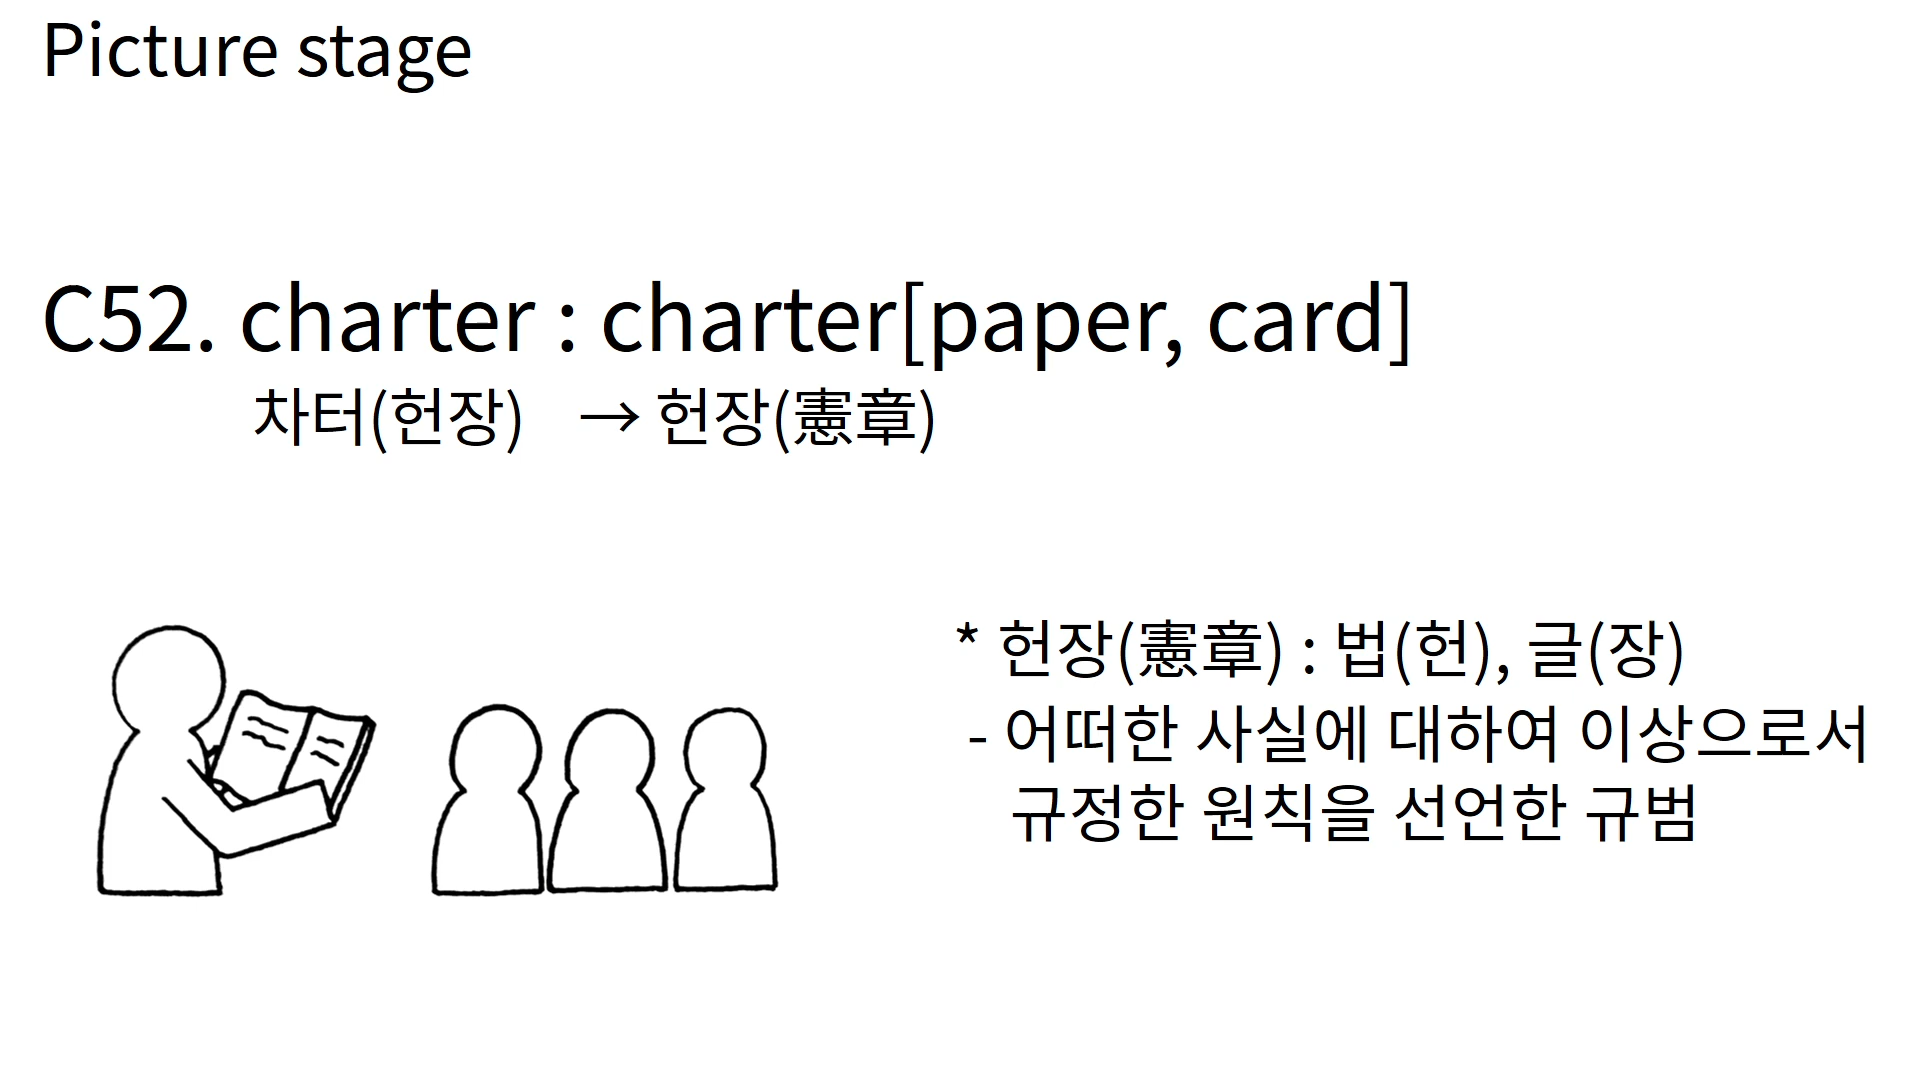 Picture stage
C52. charter : charter[paper, card]
차터(헌장) → 헌장(憲章)
* 헌장(憲章) : 법(헌), 글(장)
- 어떠한 사실에 대하여 이상으로서
규정한 원칙을 선언한 규범